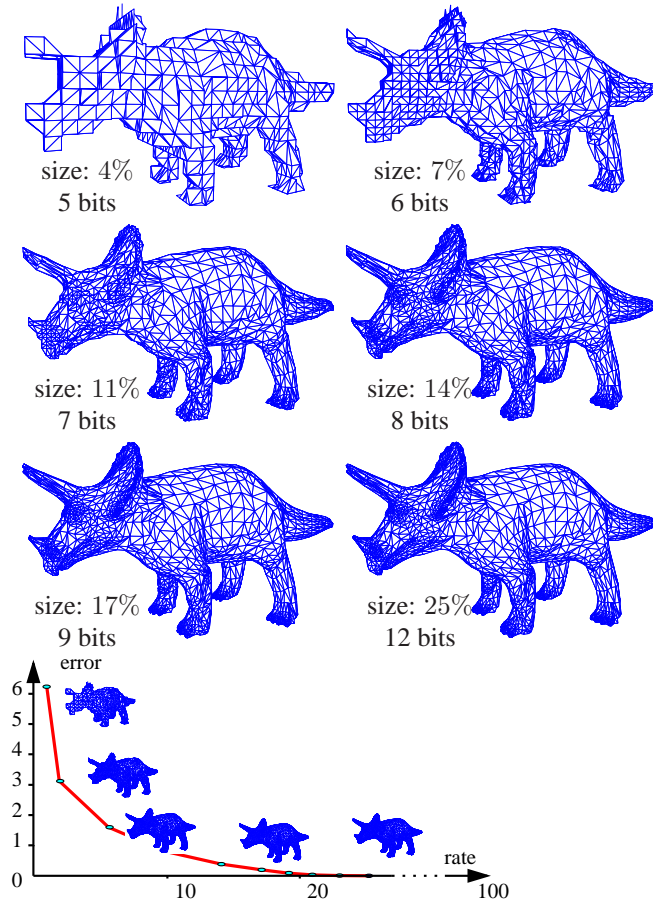 size: 4%
5 bits
size: 7%
6 bits
size: 11%
7 bits
size: 14%
8 bits
size: 17%
9 bits
size: 25%
12 bits
error
6
5
4
3
2
1
0
rate
10
20
100